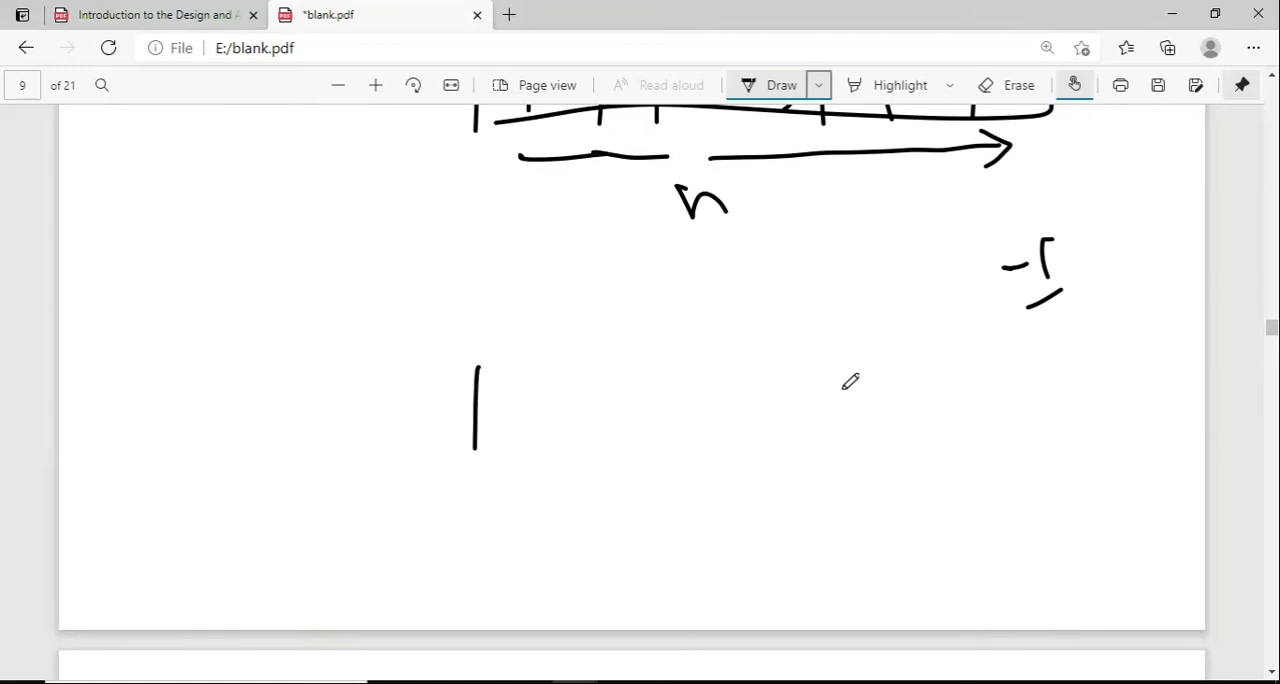 Introduction to the Design and A
*blank.pdf
File
E:/blank.pdf
9 of 21
Page view
Read aloud
Draw
Highlight
Erase
n